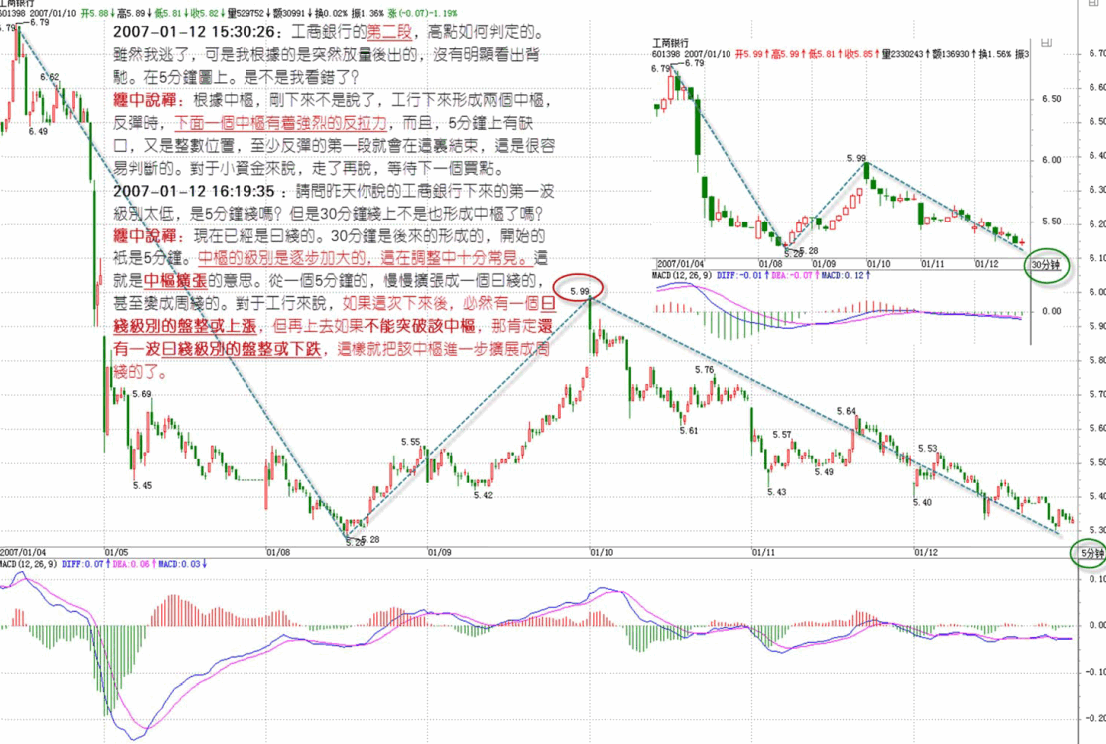 工商銀行
601398 2007/01/10 开5.88↓高5.89↓低5.81↓收5.82↓量529752↓額30991↓换0.02% 振1.36% 涨(-0.07)-1.19%
2007-01-12 15:30:26：工商銀行的第二段，高點如何判定的。
雖然我逃了，可是我根據的是突然放量後出的，沒有明顯看出背
馳。在5分鐘圖上。是不是我看錯了？
纏中說禪：根據中樞，剛下來不是說了，工行下來形成兩個中樞，
反彈時，下面一個中樞有着強烈的反拉力，而且，5分鐘上有缺
口，又是整數位置，至少反彈的第一段就會在這裏結束，這是很容
易判斷的。對于小資金來說，走了再說，等待下一個買點。
2007-01-12 16:19:35 ：請問昨天你說的工商銀行下來的第一波
級別太低，是5分鐘綫嗎？但是30分鐘綫上不是也形成中樞了嗎？
纏中說禪：現在已經是日綫的。30分鐘是後來的形成的，開始的
衹是5分鐘。中樞的級別是逐步加大的，這在調整中十分常見。這
就是中樞擴張的意思。從一個5分鐘的，慢慢擴張成一個日綫的，
甚至變成周綫的。對于工行來說，如果這次下來後，必然有一個日
綫級別的盤整或上漲，但再上去如果不能突破該中樞，那肯定還
有一波日綫級別的盤整或下跌，這樣就把該中樞進一步擴展成周
綫的了。
工商銀行
601398 2007/01/10 开5.99↑高5.99↑低5.81↑收5.85↑量2330243↑額136930↑换1.56% 振3
6.79
6.79
6.50
5.99
6.00
5.50
5.28
5.28
2007/01/04
01/08
01/09
01/10
01/11
01/12
30分钟
MACD(12,26,9) DIFF:-0.01↑DEA:-0.07↑MACD:0.12↑
0.00
6.79
6.79
6.62
6.49
5.69
5.45
5.55
5.42
5.28
5.28
5.99
5.76
5.61
5.57
5.43
5.49
5.64
5.53
5.40
6.70
6.60
6.50
6.40
6.30
6.20
6.10
6.00
5.90
5.80
5.70
5.60
5.50
5.40
5.30
2007/01/04
01/05
01/08
01/09
01/10
01/11
01/12
5分钟
MACD(12,26,9) DIFF:0.07↑DEA:0.06↑MACD:0.03↓
0.10
0.00
-0.10
-0.20